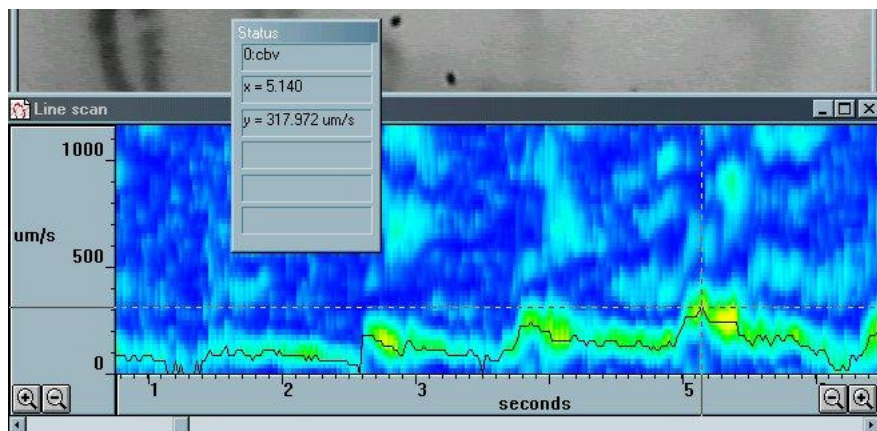 Status
0:cbv
x = 5.140
y = 317.972 um/s
Line scan
1000
um/s
500
0
1
2
3
5
seconds